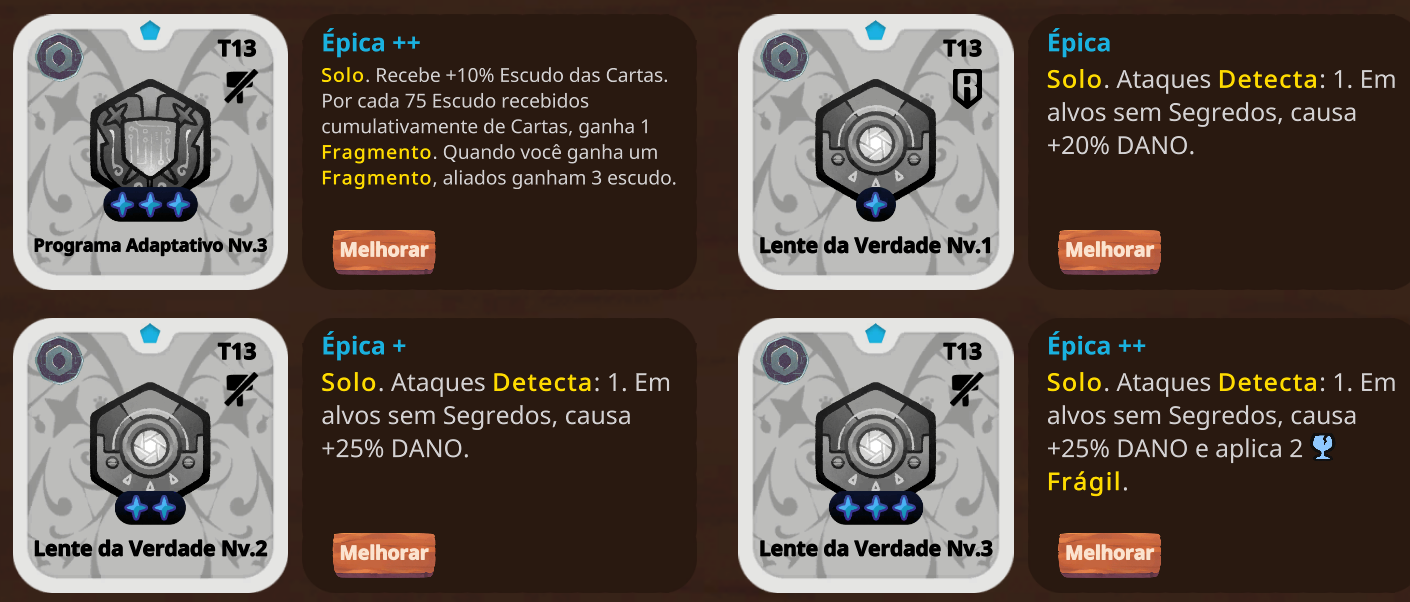 T13
Programa Adaptativo Nv.3
Épica ++
Solo. Recebe +10% Escudo das Cartas.
Por cada 75 Escudo recebidos
cumulativamente de Cartas, ganha 1
Fragmento. Quando você ganha um
Fragmento, aliados ganham 3 escudo.
Melhorar
T13
R
Lente da Verdade Nv.1
Épica
Solo. Ataques Detecta: 1. Em
alvos sem Segredos, causa
+20% DANO.
Melhorar
T13
Lente da Verdade Nv.2
Épica +
Solo. Ataques Detecta: 1. Em
alvos sem Segredos, causa
+25% DANO.
Melhorar
T13
Lente da Verdade Nv.3
Épica ++
Solo. Ataques Detecta: 1. Em
alvos sem Segredos, causa
+25% DANO e aplica 2
Frágil.
Melhorar